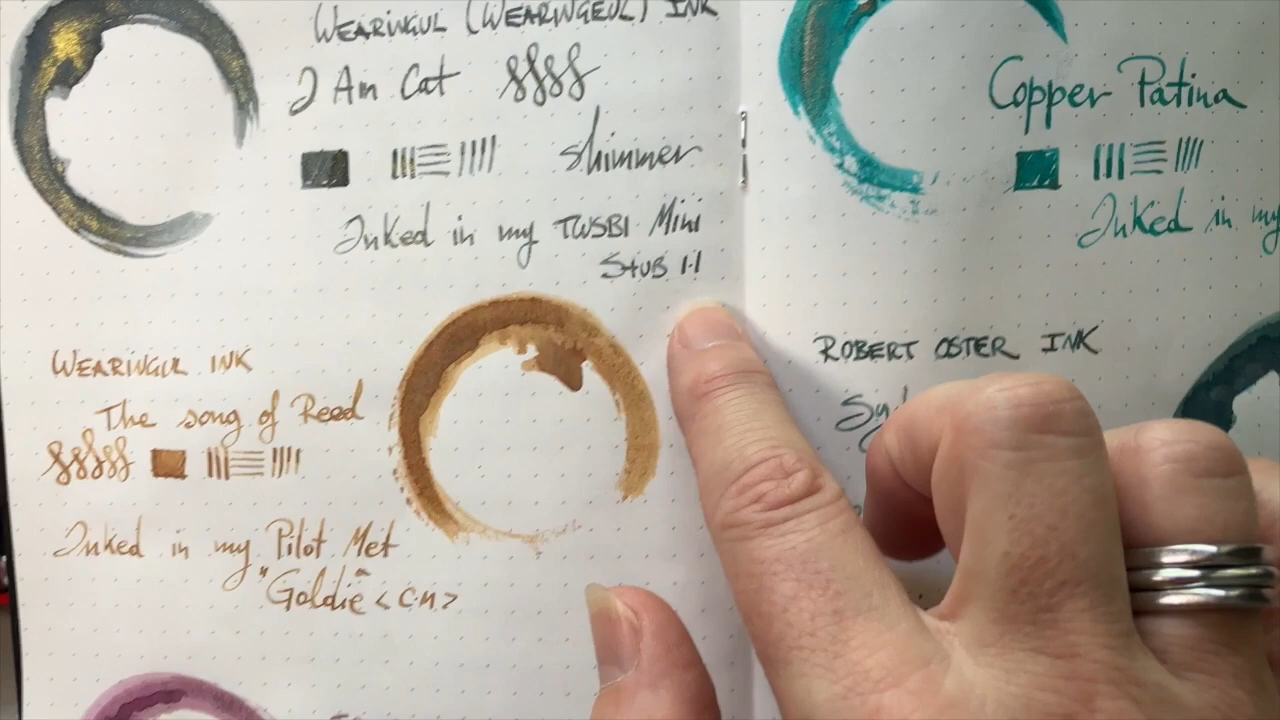 WEARINGUL (WEARINGEUL) INK
I Am Cat
shimmer
Inked in my TWSBI Mini
STUB 1.1
WEARINGUL INK
The song of Reed
Inked in my Pilot Met
"Goldie" <CM>
Copper Patina
Inked in my
ROBERT OSTER INK